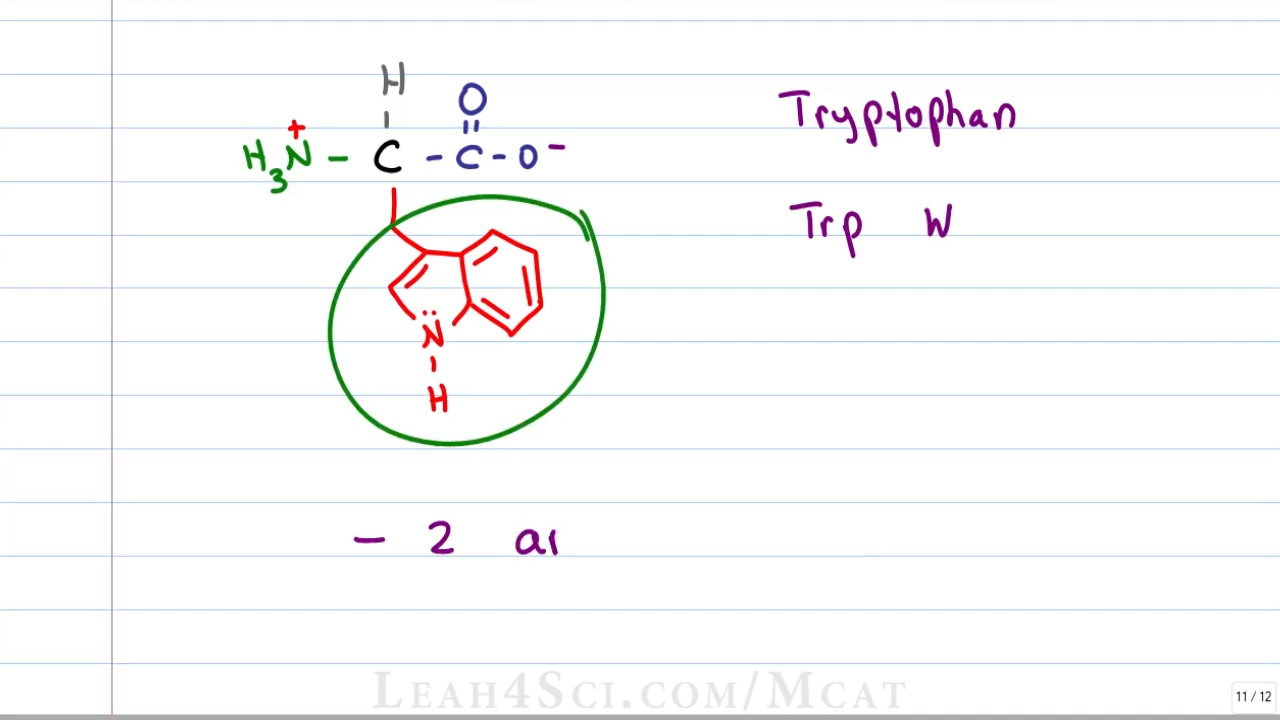 H
O
H3N+ - C - C - O-
Tryptophan
Trp W
N
H
- 2 ar
Leah4Sci.com/Mcat
11 / 12